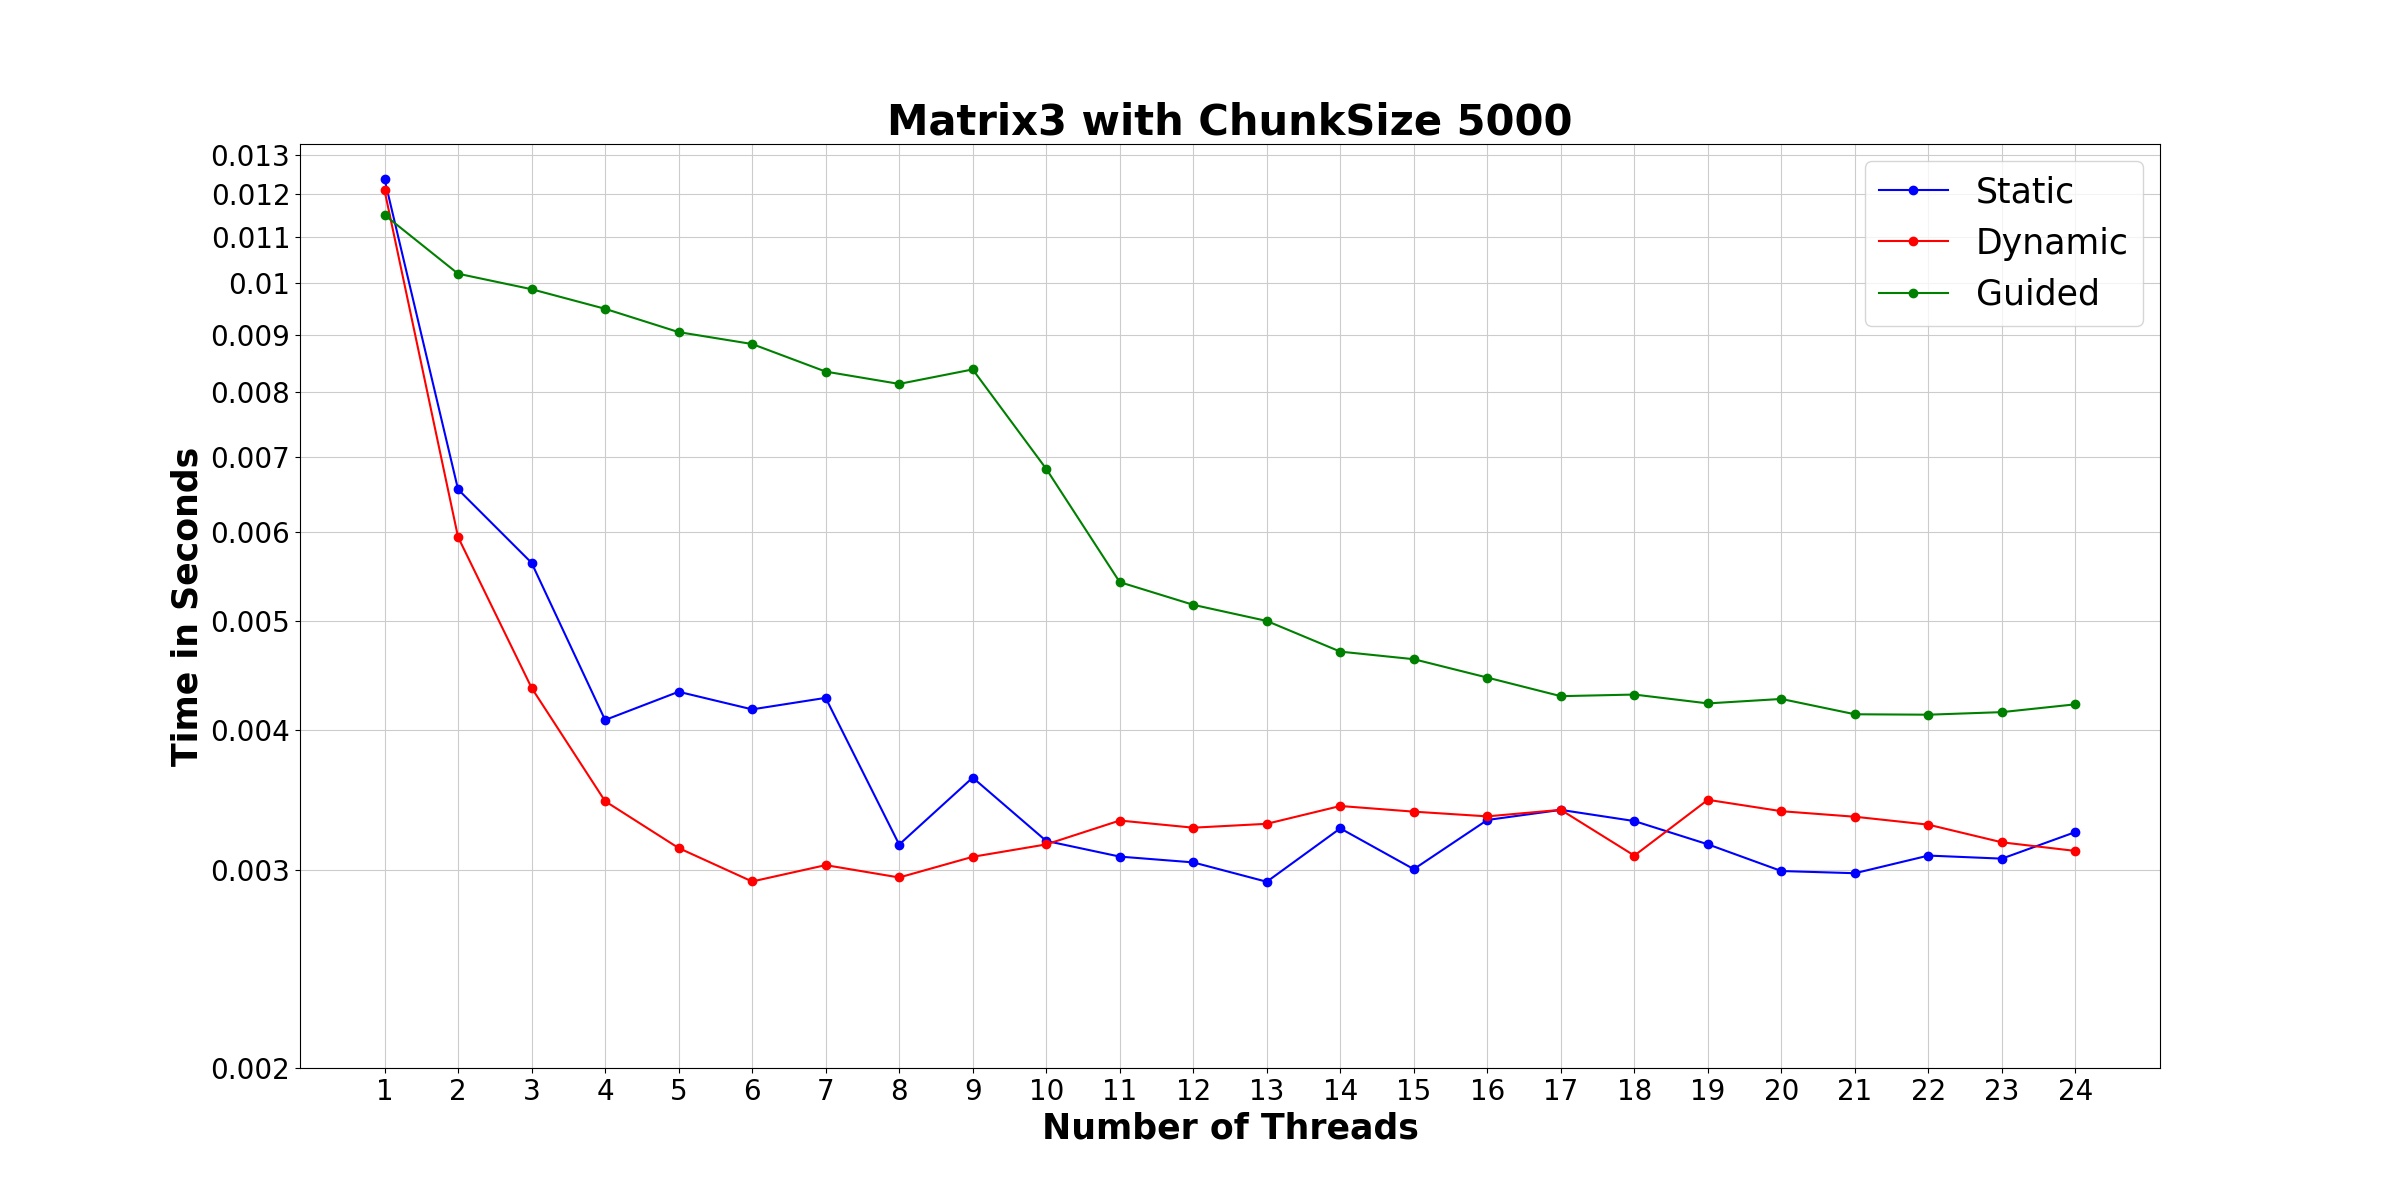 Matrix3 with ChunkSize 5000
Static
Dynamic
Guided
Time in Seconds
0.013
0.012
0.011
0.01
0.009
0.008
0.007
0.006
0.005
0.004
0.003
0.002
1 2 3 4 5 6 7 8 9 10 11 12 13 14 15 16 17 18 19 20 21 22 23 24
Number of Threads